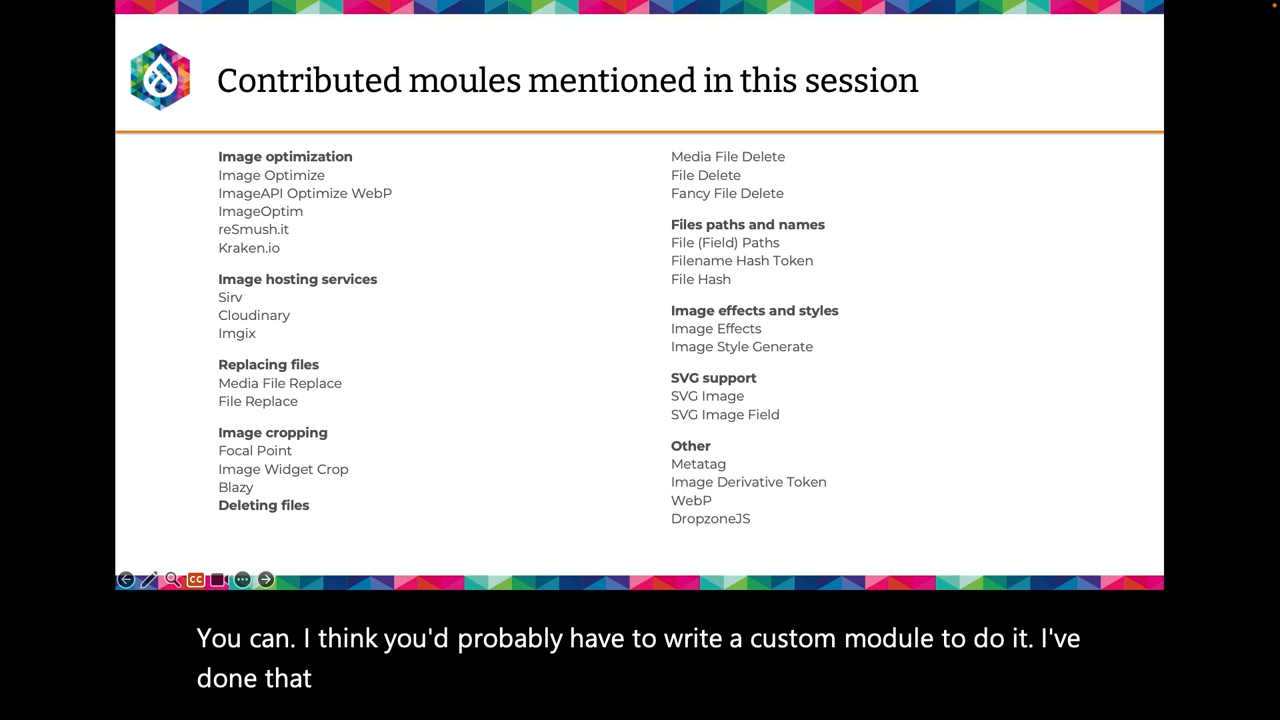 Contributed moules mentioned in this session
Image optimization
Image Optimize
ImageAPI Optimize WebP
ImageOptim
reSmush.it
Kraken.io
Image hosting services
Sirv
Cloudinary
Imgix
Replacing files
Media File Replace
File Replace
Image cropping
Focal Point
Image Widget Crop
Blazy
Deleting files
Media File Delete
File Delete
Fancy File Delete
Files paths and names
File (Field) Paths
Filename Hash Token
File Hash
Image effects and styles
Image Effects
Image Style Generate
SVG support
SVG Image
SVG Image Field
Other
Metatag
Image Derivative Token
WebP
DropzoneJS
CC
You can. I think you'd probably have to write a custom module to do it. I've
done that